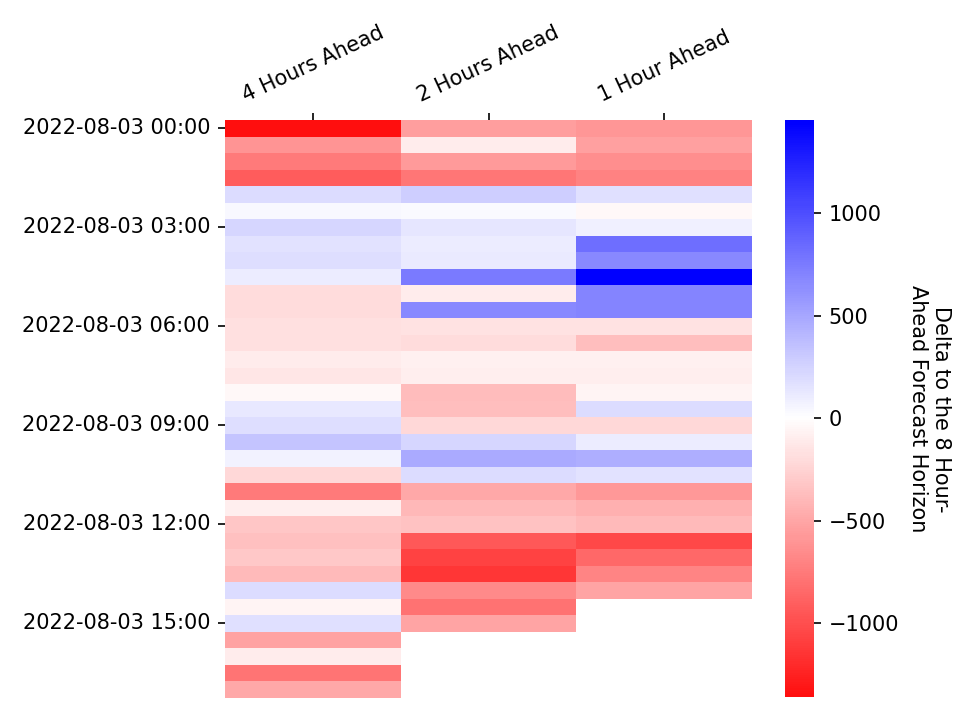 4 Hours Ahead
2 Hours Ahead
1 Hour Ahead
2022-08-03 00:00
2022-08-03 03:00
2022-08-03 06:00
2022-08-03 09:00
2022-08-03 12:00
2022-08-03 15:00
1000
500
0
−500
−1000
Delta to the 8 Hour-
Ahead Forecast Horizon